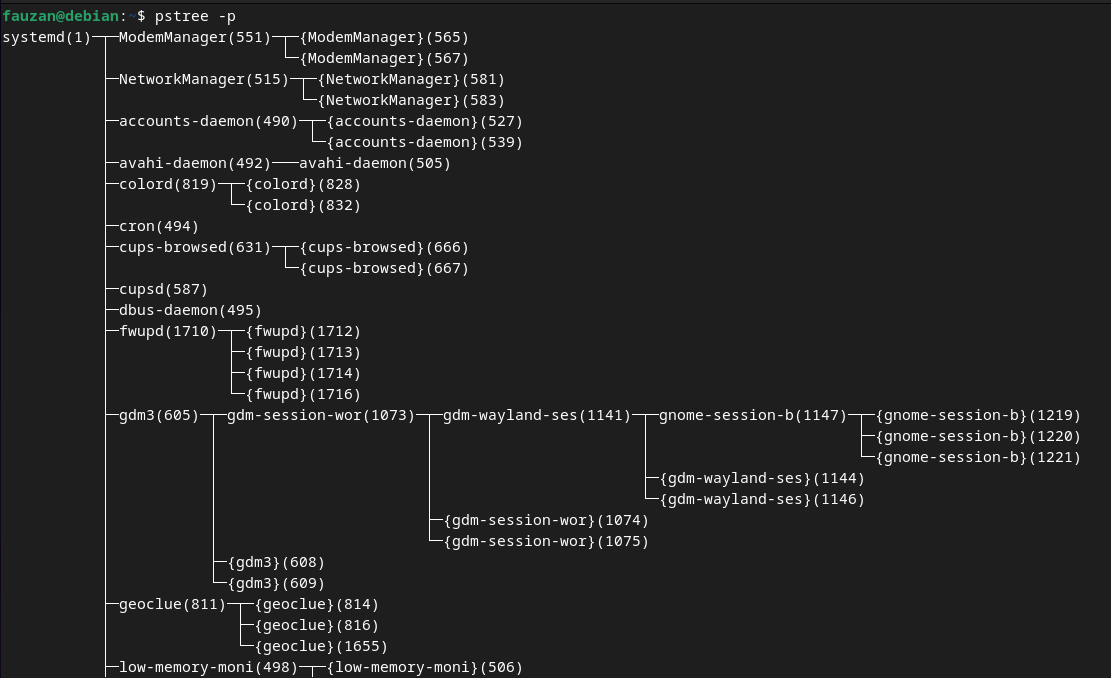 fauzan@debian:~$ pstree -p
systemd(1)─┬─ModemManager(551)─┬─{ModemManager}(565)
           │                   └─{ModemManager}(567)
           ├─NetworkManager(515)─┬─{NetworkManager}(581)
           │                     └─{NetworkManager}(583)
           ├─accounts-daemon(490)─┬─{accounts-daemon}(527)
           │                      └─{accounts-daemon}(539)
           ├─avahi-daemon(492)───avahi-daemon(505)
           ├─colord(819)─┬─{colord}(828)
           │             └─{colord}(832)
           ├─cron(494)
           ├─cups-browsed(631)─┬─{cups-browsed}(666)
           │                   └─{cups-browsed}(667)
           ├─cupsd(587)
           ├─dbus-daemon(495)
           ├─fwupd(1710)─┬─{fwupd}(1712)
           │             ├─{fwupd}(1713)
           │             ├─{fwupd}(1714)
           │             └─{fwupd}(1716)
           ├─gdm3(605)─┬─gdm-session-wor(1073)─┬─gdm-wayland-ses(1141)─┬─gnome-session-b(1147)─┬─{gnome-session-b}(1219)
           │           │                       │                       │                       ├─{gnome-session-b}(1220)
           │           │                       │                       │                       └─{gnome-session-b}(1221)
           │           │                       │                       ├─{gdm-wayland-ses}(1144)
           │           │                       │                       └─{gdm-wayland-ses}(1146)
           │           │                       ├─{gdm-session-wor}(1074)
           │           │                       └─{gdm-session-wor}(1075)
           │           ├─{gdm3}(608)
           │           └─{gdm3}(609)
           ├─geoclue(811)─┬─{geoclue}(814)
           │              ├─{geoclue}(816)
           │              └─{geoclue}(1655)
           ├─low-memory-moni(498)─┬─{low-memory-moni}(506)